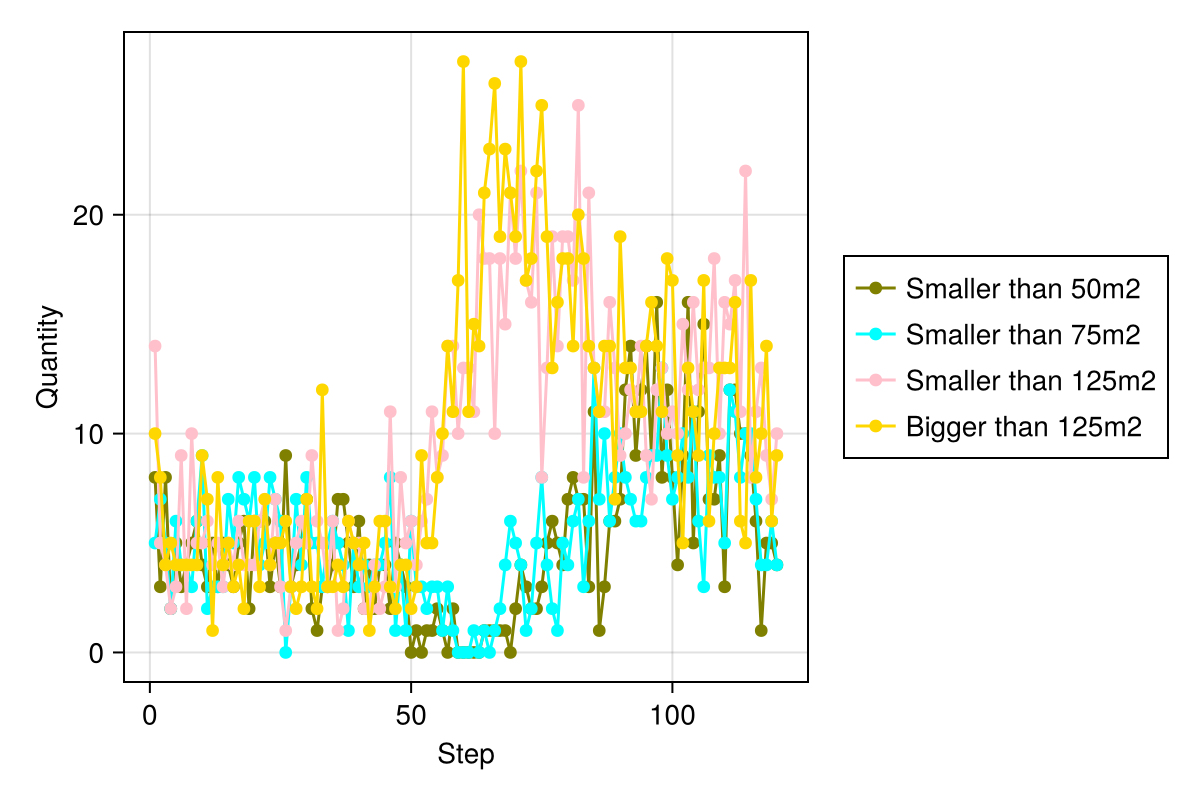 20
10
0
0
50
100
Quantity
Step
Smaller than 50m2
Smaller than 75m2
Smaller than 125m2
Bigger than 125m2